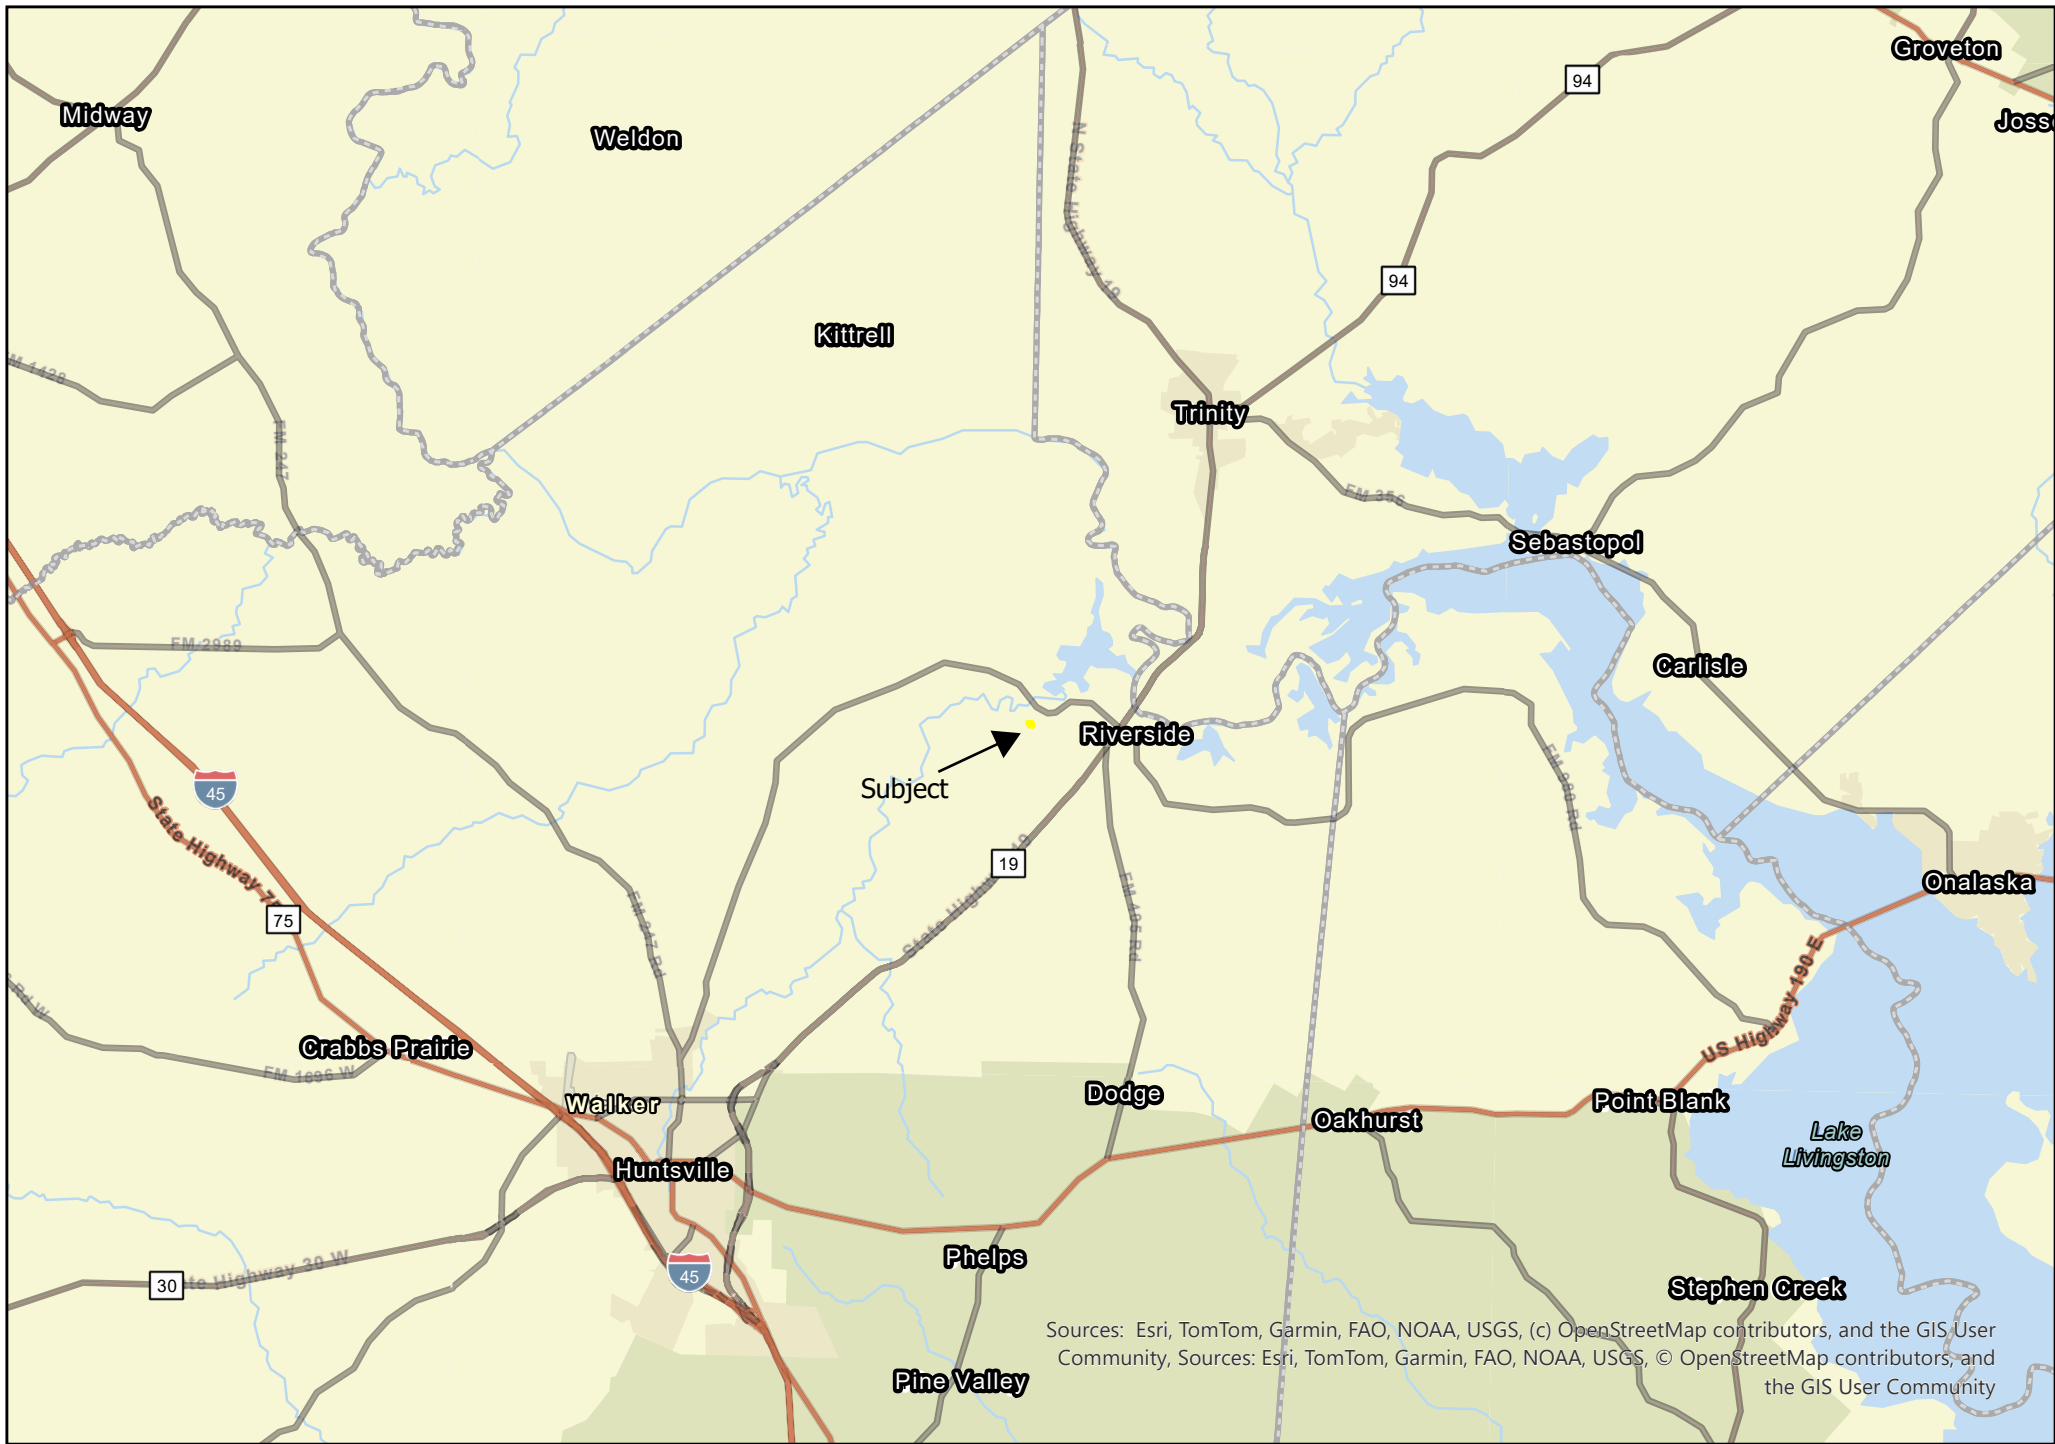 Groveton
94
Midway
Josse
Weldon
N State Highway 19
94
Kittrell
FM 1428
Trinity
FM 247
FM 356
Sebastopol
FM 2989
Carlisle
Riverside
Subject
45
FM 980 Rd
State Highway 75
State Highway 19
19
FM 405 Rd
Onalaska
75
FM 247 Rd
US Highway 190 E
Rd W
Crabbs Prairie
FM 1696 W
Dodge
Point Blank
Walker
Oakhurst
Lake
Livingston
Huntsville
Phelps
45
30
te Highway 30 W
Stephen Creek
Sources: Esri, TomTom, Garmin, FAO, NOAA, USGS, (c) OpenStreetMap contributors, and the GIS User
Community, Sources: Esri, TomTom, Garmin, FAO, NOAA, USGS, © OpenStreetMap contributors, and
the GIS User Community
Pine Valley